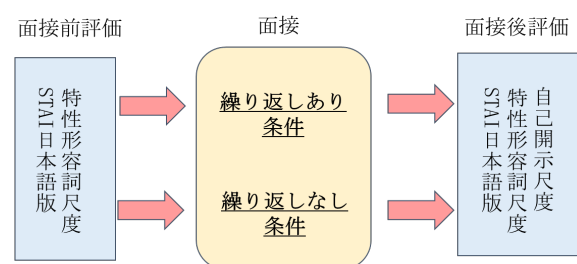 面接前評価
面接
面接後評価
特性形容詞尺度
STAI日本語版
繰り返しあり
条件
繰り返しなし
条件
自己開示尺度
特性形容詞尺度
STAI日本語版